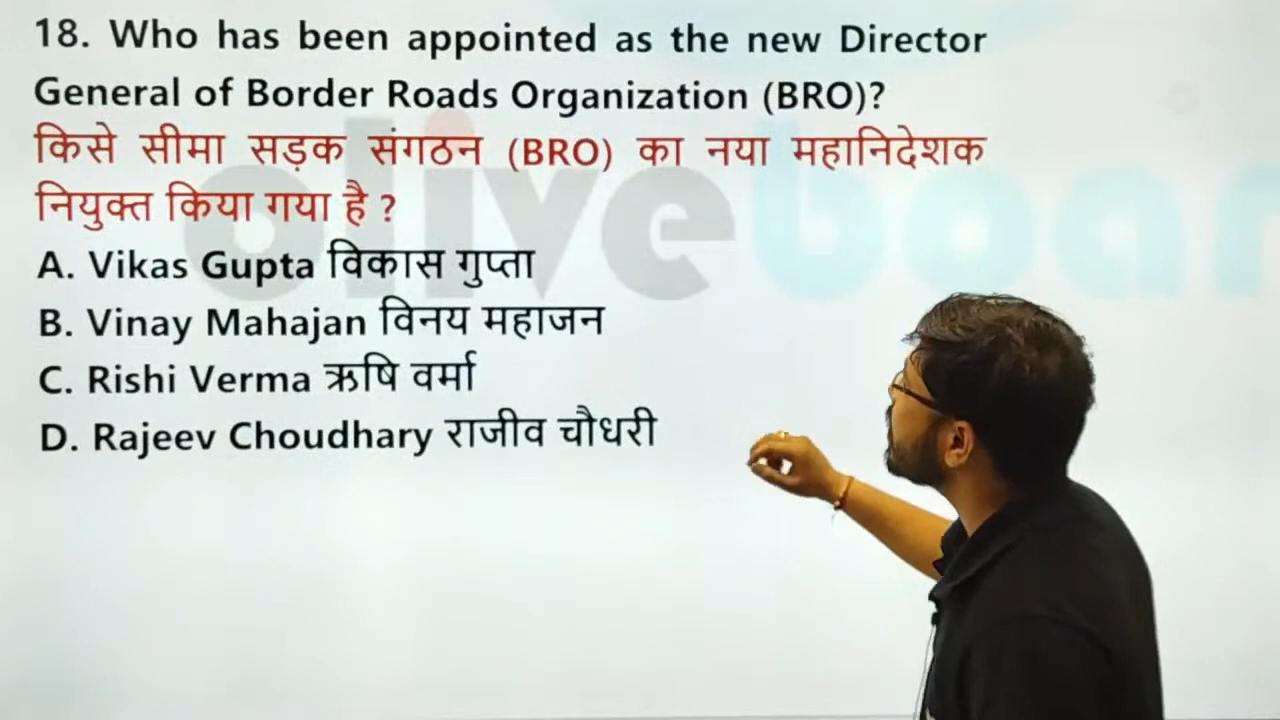 18. Who has been appointed as the new Director
General of Border Roads Organization (BRO)?
किसे सीमा सड़क संगठन (BRO) का नया महानिदेशक
नियुक्त किया गया है ?
A. Vikas Gupta विकास गुप्ता
B. Vinay Mahajan विनय महाजन
C. Rishi Verma ऋषि वर्मा
D. Rajeev Choudhary राजीव चौधरी
oliveboar